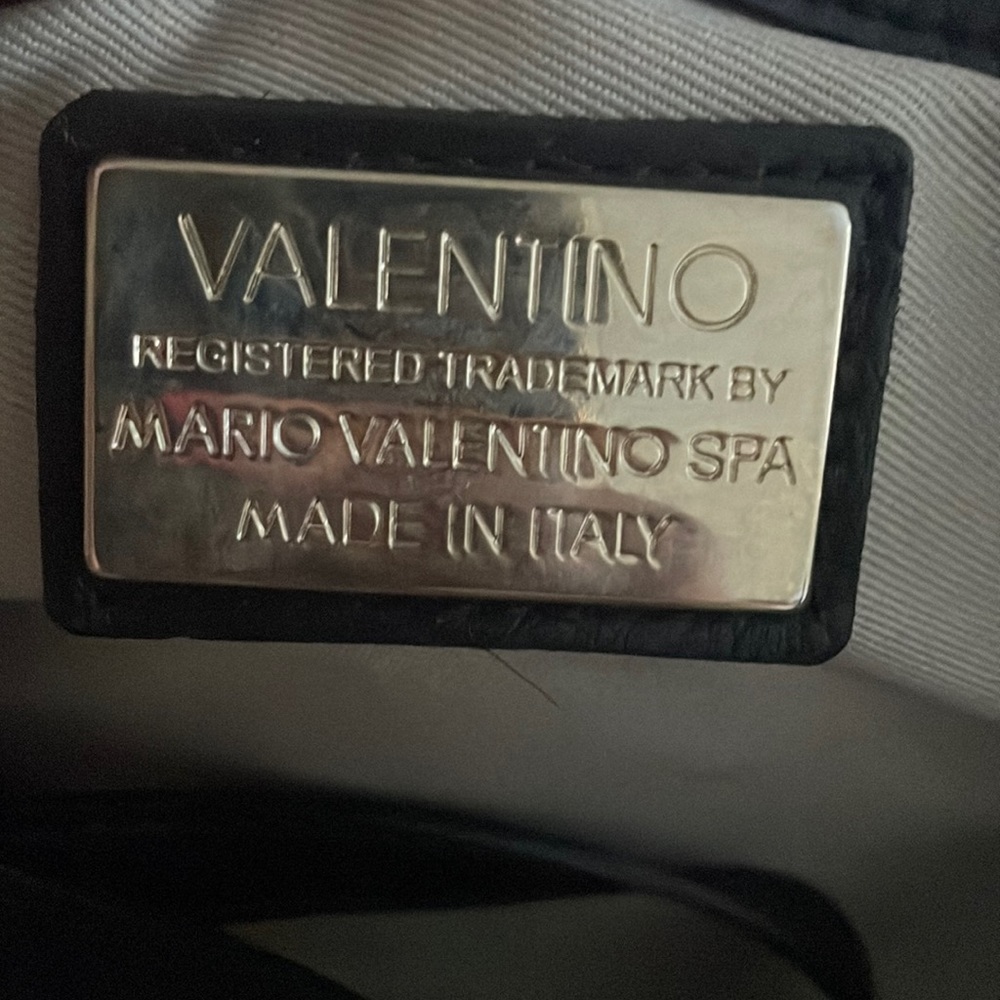 VALENTINO
REGISTERED TRADEMARK BY
MARIO VALENTINO SPA
MADE IN ITALY